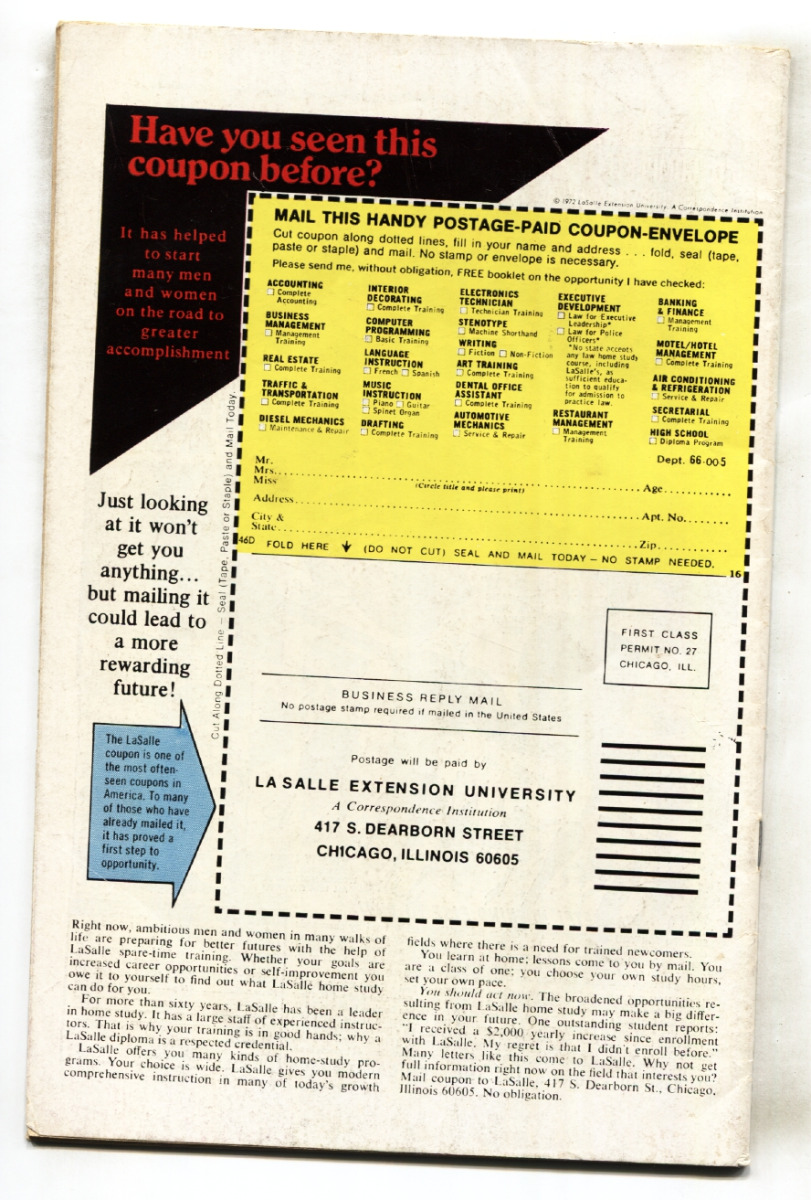 Have you seen this
coupon before?
It has helped
to start
many men
and women
on the road to
greater
accomplishment
© 1972 LaSalle Extension University, A Correspondence Institution
MAIL THIS HANDY POSTAGE-PAID COUPON-ENVELOPE
Cut coupon along dotted lines, fill in your name and address . . . fold, seal (tape,
paste or staple) and mail. No stamp or envelope is necessary.
Please send me, without obligation, FREE booklet on the opportunity I have checked:
ACCOUNTING
☐ Complete
Accounting
BUSINESS
MANAGEMENT
☐ Management
Training
REAL ESTATE
☐ Complete Training
TRAFFIC &
TRANSPORTATION
☐ Complete Training
DIESEL MECHANICS
☐ Maintenance & Repair
INTERIOR
DECORATING
☐ Complete Training
COMPUTER
PROGRAMMING
☐ Basic Training
LANGUAGE
INSTRUCTION
☐ French ☐ Spanish
MUSIC
INSTRUCTION
☐ Piano ☐ Guitar
☐ Spinet Organ
DRAFTING
☐ Complete Training
ELECTRONICS
TECHNICIAN
☐ Technician Training
STENOTYPE
☐ Machine Shorthand
WRITING
☐ Fiction ☐ Non-Fiction
ART TRAINING
☐ Complete Training
DENTAL OFFICE
ASSISTANT
☐ Complete Training
AUTOMOTIVE
MECHANICS
☐ Service & Repair
EXECUTIVE
DEVELOPMENT
☐ Law for Executive
Leadership*
☐ Law for Police
Officers*
*No state accepts
any law home study
course, including
LaSalle's, as
sufficient educa-
tion to qualify
for admission to
practice law.
RESTAURANT
MANAGEMENT
☐ Management
Training
BANKING
& FINANCE
☐ Management
Training
MOTEL/HOTEL
MANAGEMENT
☐ Complete Training
AIR CONDITIONING
& REFRIGERATION
☐ Service & Repair
SECRETARIAL
☐ Complete Training
HIGH SCHOOL
☐ Diploma Program
Dept. 66-005
Mr.
Mrs.
Miss Age
(Circle title and please print)
Address Apt. No.
City &
State Zip
46D FOLD HERE ↓ (DO NOT CUT) SEAL AND MAIL TODAY – NO STAMP NEEDED.
16
Cut Along Dotted Line – Seal (Tape, Paste or Staple) and Mail Today.
Just looking
at it won't
get you
anything...
but mailing it
could lead to
a more
rewarding
future!
The LaSalle
coupon is one of
the most often-
seen coupons in
America. To many
of those who have
already mailed it,
it has proved a
first step to
opportunity.
FIRST CLASS
PERMIT NO. 27
CHICAGO, ILL.
BUSINESS REPLY MAIL
No postage stamp required if mailed in the United States
Postage will be paid by
LA SALLE EXTENSION UNIVERSITY
A Correspondence Institution
417 S. DEARBORN STREET
CHICAGO, ILLINOIS 60605
Right now, ambitious men and women in many walks of
life are preparing for better futures with the help of
LaSalle spare-time training. Whether your goals are
increased career opportunities or self-improvement you
owe it to yourself to find out what LaSalle home study
can do for you.
For more than sixty years, LaSalle has been a leader
in home study. It has a large staff of experienced instruc-
tors. That is why your training is in good hands; why a
LaSalle diploma is a respected credential.
LaSalle offers you many kinds of home-study pro-
grams. Your choice is wide. LaSalle gives you modern
comprehensive instruction in many of today's growth
fields where there is a need for trained newcomers.
You learn at home; lessons come to you by mail. You
are a class of one; you choose your own study hours,
set your own pace.
You should act now. The broadened opportunities re-
sulting from LaSalle home study may make a big differ-
ence in your future. One outstanding student reports:
"I received a $2,000 yearly increase since enrollment
with LaSalle. My regret is that I didn't enroll before."
Many letters like this come to LaSalle. Why not get
full information right now on the field that interests you?
Mail coupon to LaSalle, 417 S. Dearborn St., Chicago,
Illinois 60605. No obligation.